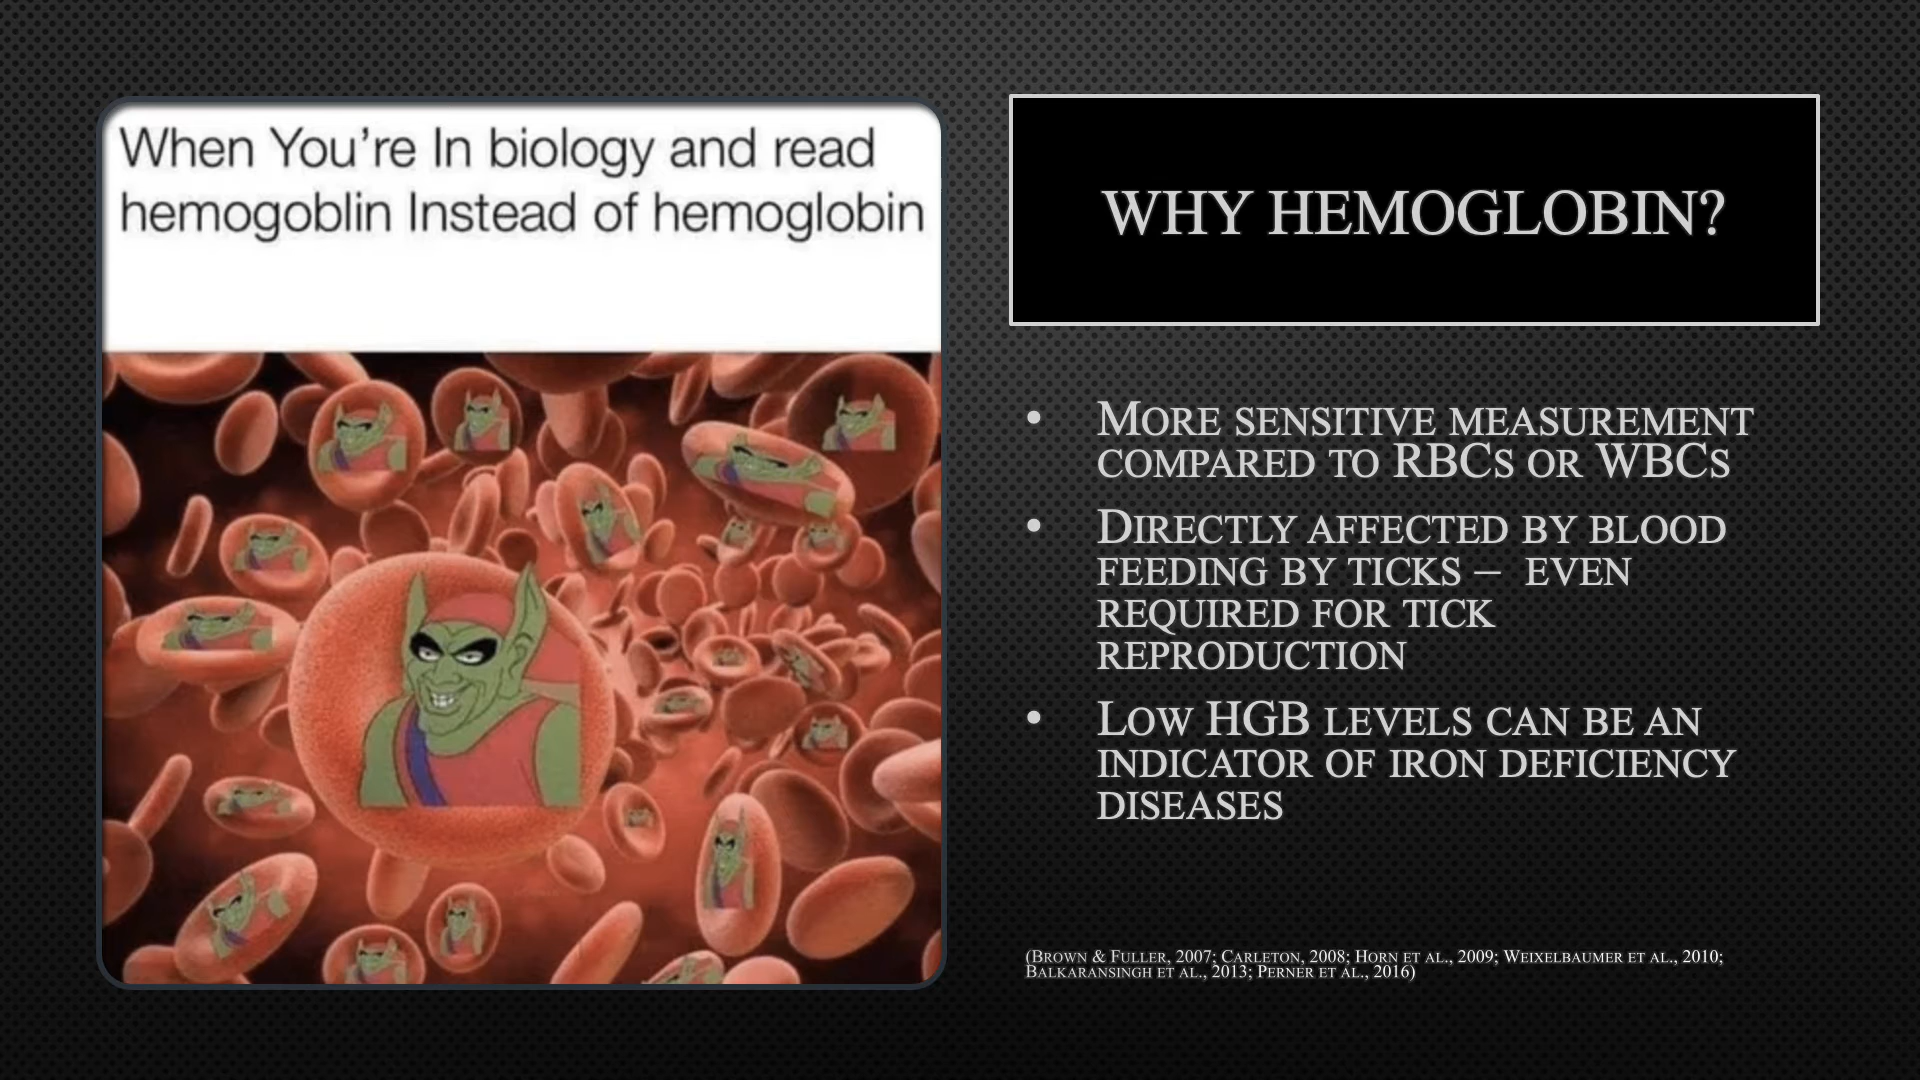 When You're In biology and read
hemogoblin Instead of hemoglobin
WHY HEMOGLOBIN?
• MORE SENSITIVE MEASUREMENT
COMPARED TO RBCS OR WBCS
• DIRECTLY AFFECTED BY BLOOD
FEEDING BY TICKS – EVEN
REQUIRED FOR TICK
REPRODUCTION
• LOW HGB LEVELS CAN BE AN
INDICATOR OF IRON DEFICIENCY
DISEASES
(BROWN & FULLER, 2007; CARLETON, 2008; HORN ET AL., 2009; WEIXELBAUMER ET AL., 2010;
BALKARANSINGH ET AL., 2013; PERNER ET AL., 2016)